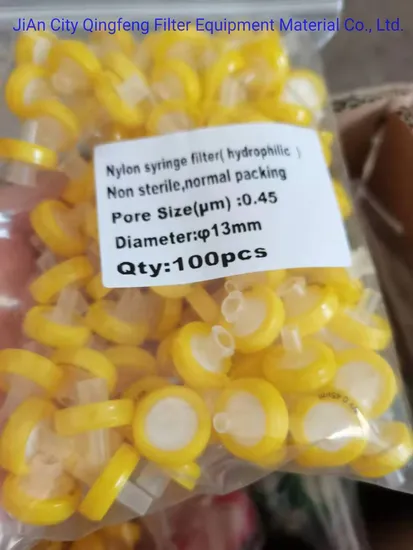 JiAn City Qingfeng Filter Equipment Material Co., Ltd.
Nylon syringe filter( hydrophilic )
Non sterile,normal packing
Pore Size(μm) :0.45
Diameter:φ13mm
Qty:100pcs